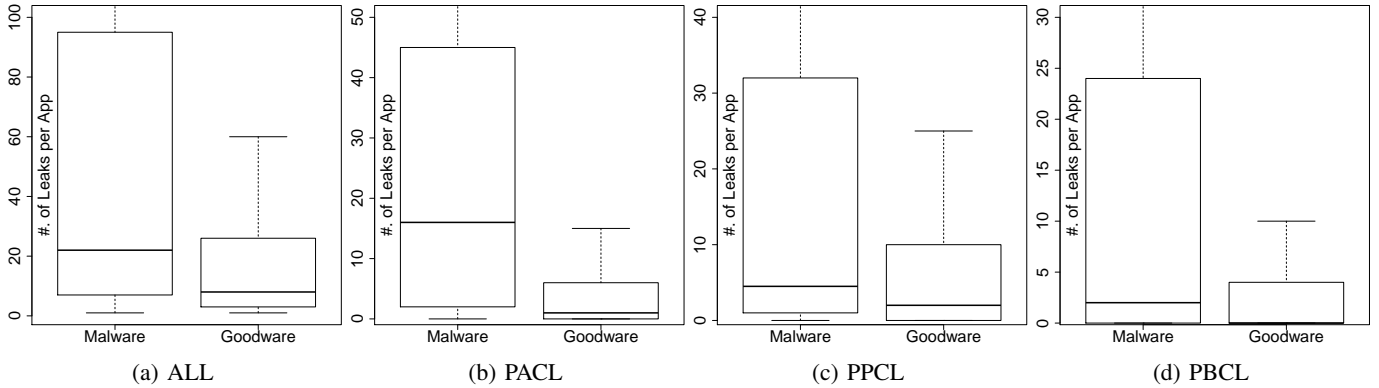 #. of Leaks per App
100
80
60
40
20
0
Malware
Goodware
(a) ALL
#. of Leaks per App
50
40
30
20
10
0
Malware
Goodware
(b) PACL
#. of Leaks per App
40
30
20
10
0
Malware
Goodware
(c) PPCL
#. of Leaks per App
30
25
20
15
10
5
0
Malware
Goodware
(d) PBCL